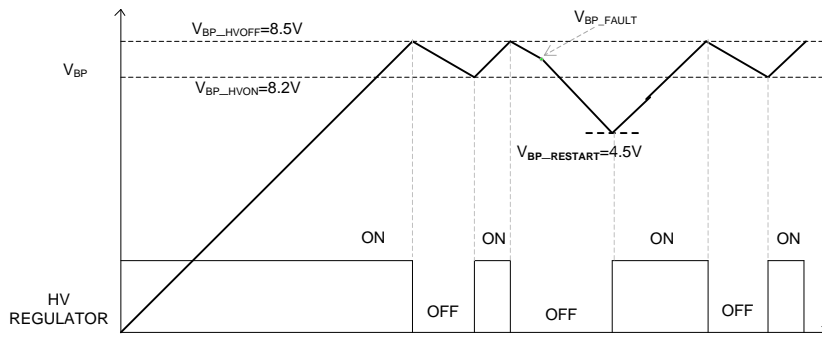 V_BP_HVOFF=8.5V
V_BP_FAULT
V_BP
V_BP_HVON=8.2V
V_BP_RESTART=4.5V
ON
ON
ON
ON
HV
REGULATOR
OFF
OFF
OFF